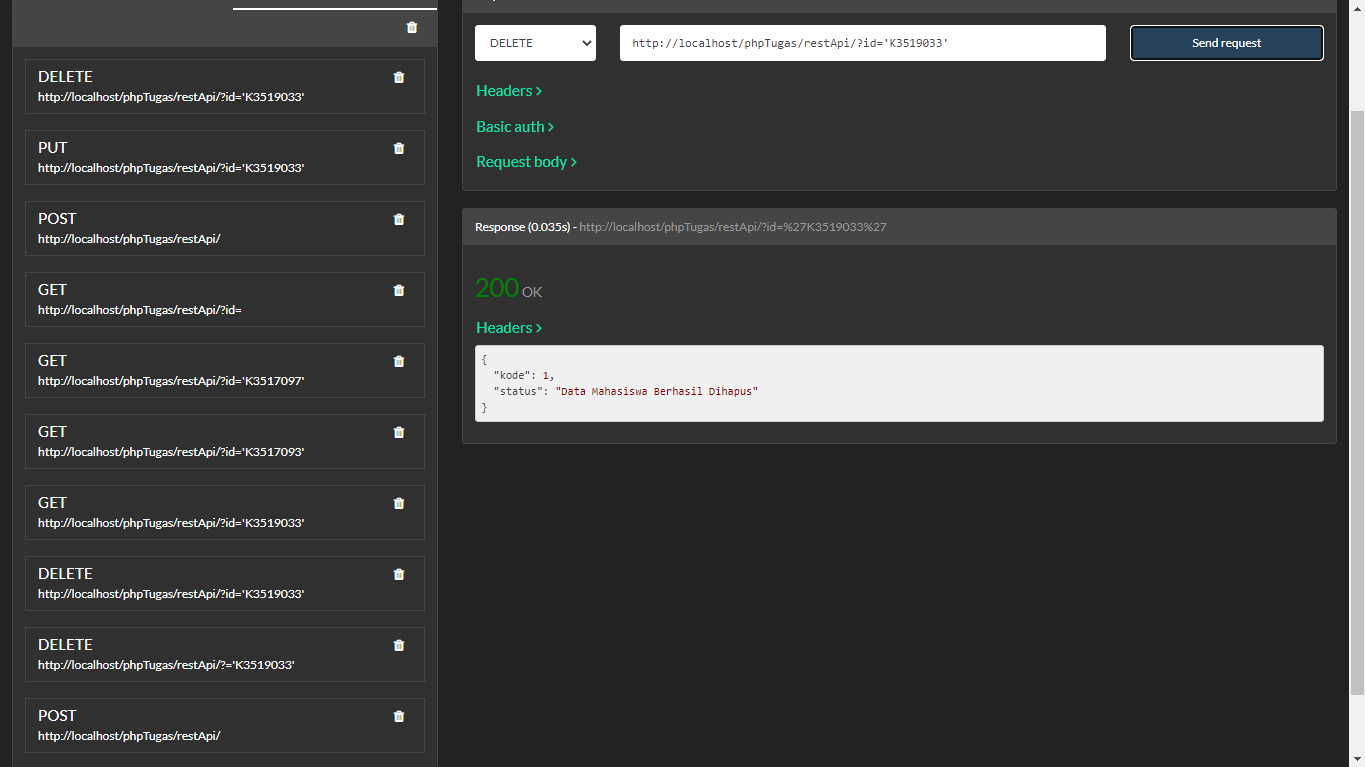 DELETE
http://localhost/phpTugas/restApi/?id='K3519033'
PUT
http://localhost/phpTugas/restApi/?id='K3519033'
POST
http://localhost/phpTugas/restApi/
GET
http://localhost/phpTugas/restApi/?id=
GET
http://localhost/phpTugas/restApi/?id='K3517097'
GET
http://localhost/phpTugas/restApi/?id='K3517093'
GET
http://localhost/phpTugas/restApi/?id='K3519033'
DELETE
http://localhost/phpTugas/restApi/?id='K3519033'
DELETE
http://localhost/phpTugas/restApi/?='K3519033'
POST
http://localhost/phpTugas/restApi/
DELETE http://localhost/phpTugas/restApi/?id='K3519033' Send request
Headers >
Basic auth >
Request body >
Response (0.035s) - http://localhost/phpTugas/restApi/?id=%27K3519033%27
200 OK
Headers >
{
"kode": 1,
"status": "Data Mahasiswa Berhasil Dihapus"
}